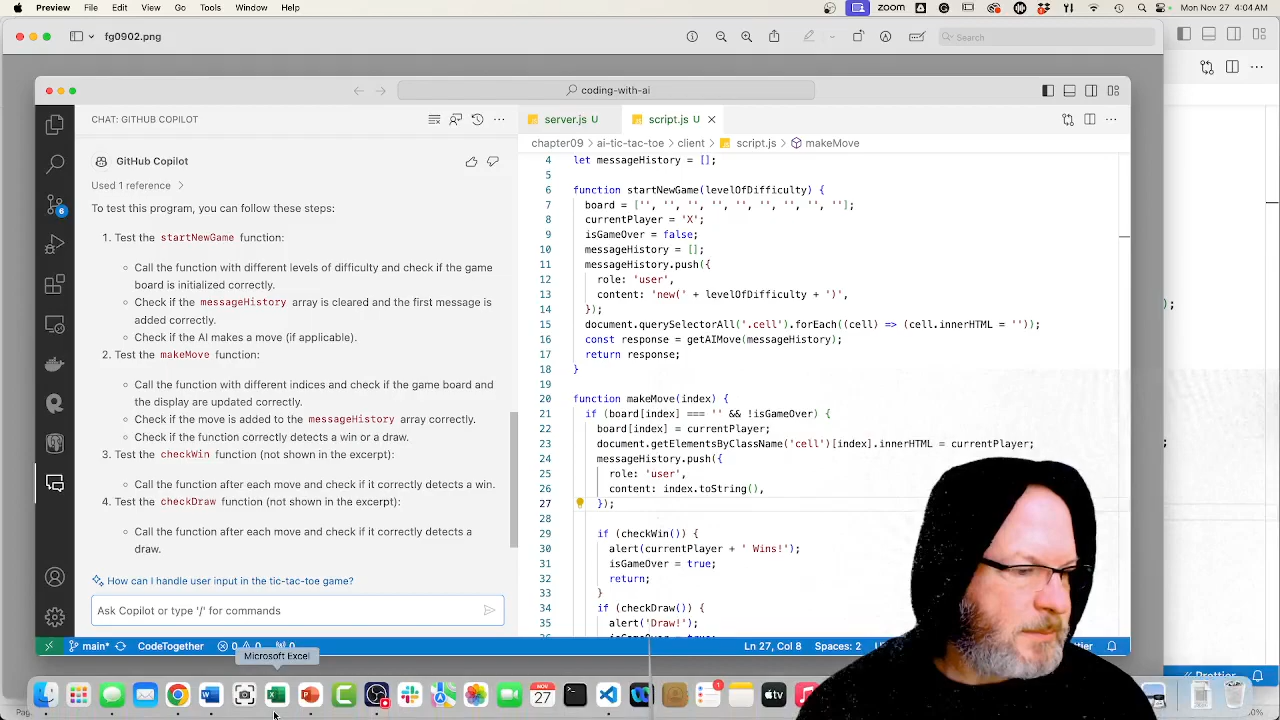 Preview File Edit View Go Tools Window Help zoom Mon Nov 27 4:04 AM
fg0902.png
Search
coding-with-ai
CHAT: GITHUB COPILOT
GitHub Copilot
Used 1 reference
To test this program, you can follow these steps:
1. Test the startNewGame function:
Call the function with different levels of difficulty and check if the game
board is initialized correctly.
Check if the messageHistory array is cleared and the first message is
added correctly.
Check if the AI makes a move (if applicable).
2. Test the makeMove function:
Call the function with different indices and check if the game board and
the display are updated correctly.
Check if the move is added to the messageHistory array correctly.
Check if the function correctly detects a win or a draw.
3. Test the checkWin function (not shown in the excerpt):
Call the function after each move and check if it correctly detects a win.
4. Test the checkDraw function (not shown in the excerpt):
Call the function after each move and check if it correctly detects a
draw.
How can I handle user input in the tic-tac-toe game?
Ask Copilot or type '/' for commands
server.js U script.js U
chapter09 > ai-tic-tac-toe > client > script.js > makeMove
4 let messageHistory = [];
5
6 function startNewGame(levelOfDifficulty) {
7 board = ['', '', '', '', '', '', '', '', ''];
8 currentPlayer = 'X';
9 isGameOver = false;
10 messageHistory = [];
11 messageHistory.push({
12 role: 'user',
13 content: 'new(' + levelOfDifficulty + ')',
14 });
15 document.querySelectorAll('.cell').forEach((cell) => (cell.innerHTML = ''));
16 const response = getAIMove(messageHistory);
17 return response;
18 }
19
20 function makeMove(index) {
21 if (board[index] === '' && !isGameOver) {
22 board[index] = currentPlayer;
23 document.getElementsByClassName('cell')[index].innerHTML = currentPlayer;
24 messageHistory.push({
25 role: 'user',
26 content: index.toString(),
27 });
28
29 if (checkWin()) {
30 alert(currentPlayer + ' Wins!');
31 isGameOver = true;
32 return;
33 }
34 if (checkDraw()) {
35 alert('Draw!');
6
main* CodeTogether 0 0 0 Ln 27, Col 8 Spaces: 2
Microsoft Excel
Prettier
NOV
27
1
tv